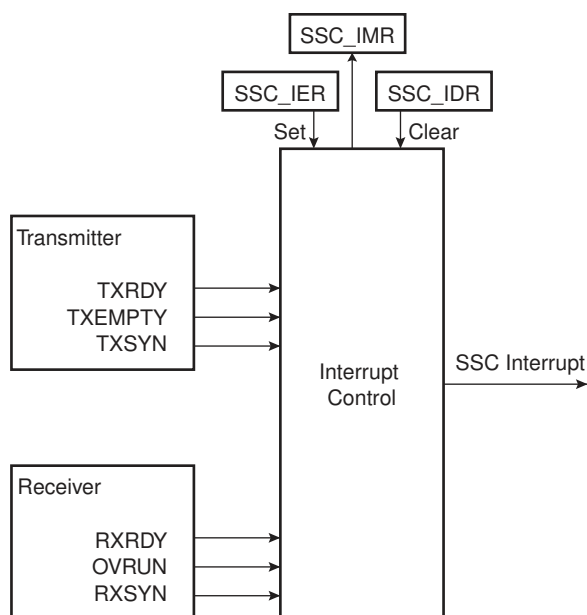 SSC_IMR
SSC_IER
SSC_IDR
Set
Clear
Transmitter
TXRDY
TXEMPTY
TXSYN
Interrupt
Control
SSC Interrupt
Receiver
RXRDY
OVRUN
RXSYN